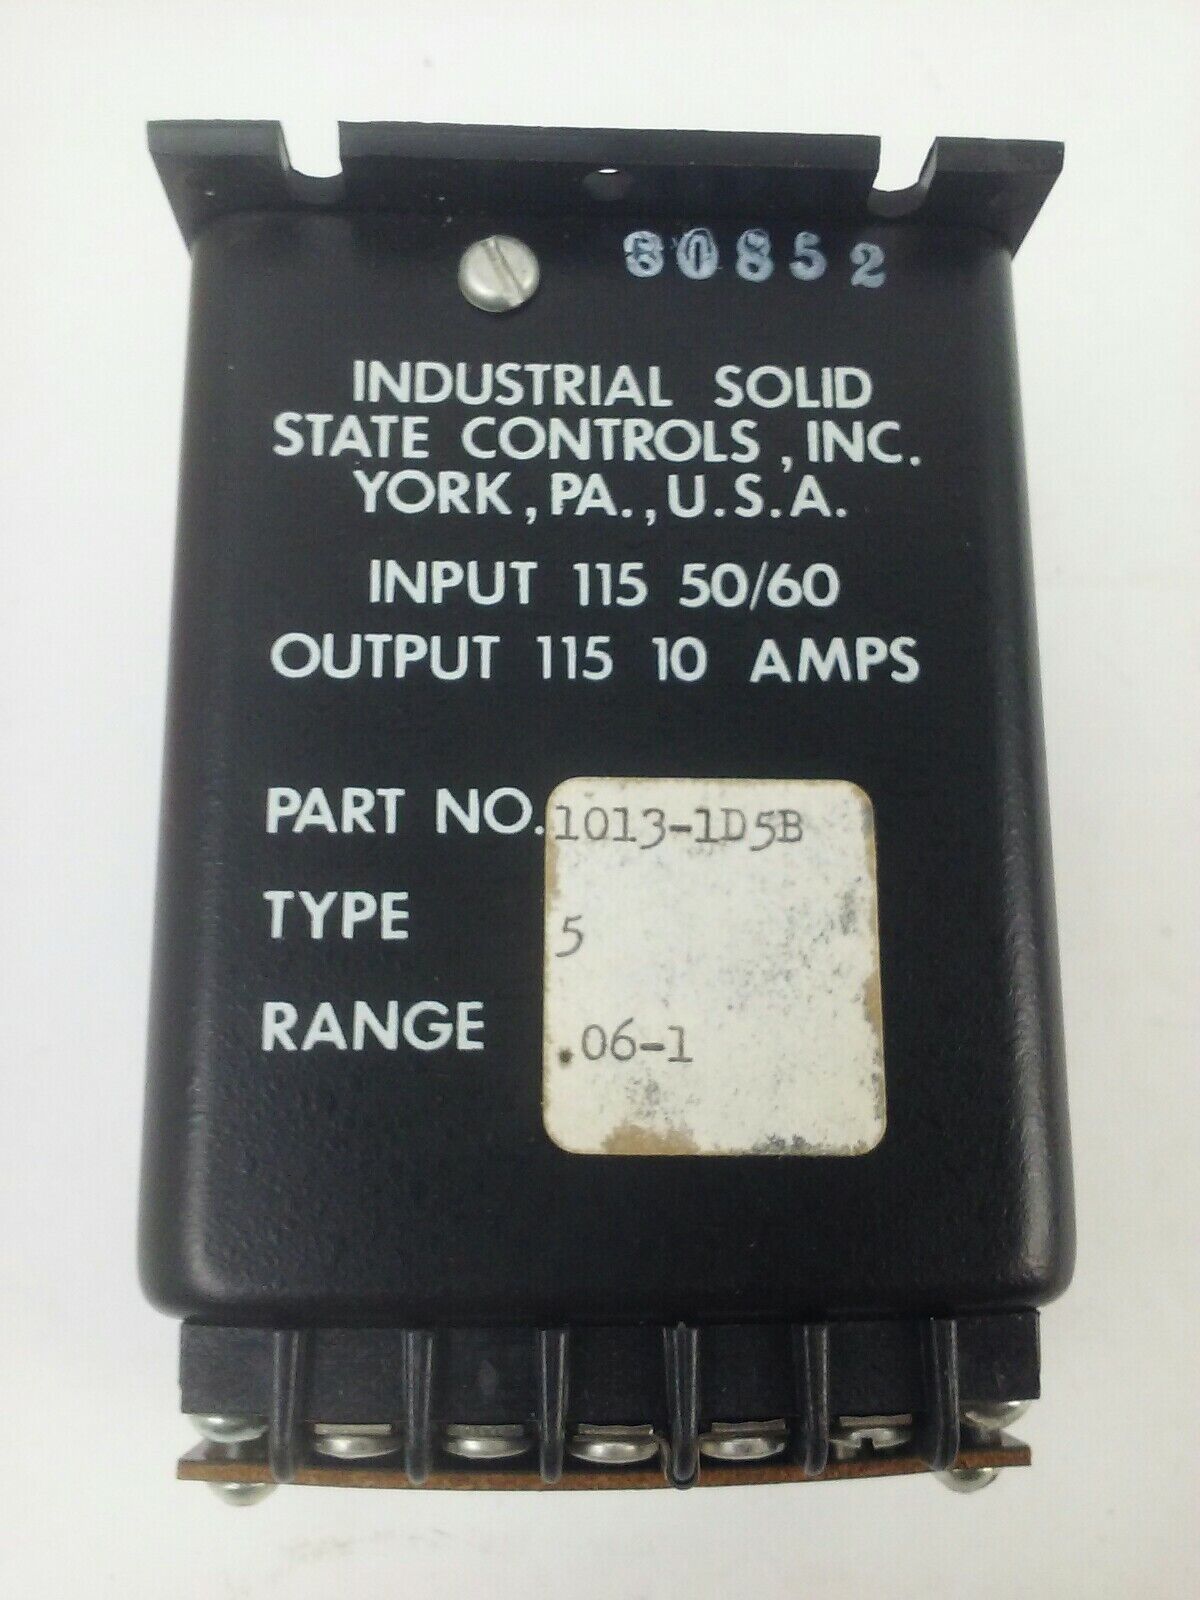 80852
INDUSTRIAL SOLID
STATE CONTROLS, INC.
YORK, PA., U.S.A.
INPUT 115 50/60
OUTPUT 115 10 AMPS
PART NO. 1013-1D5B
TYPE 5
RANGE .06-1